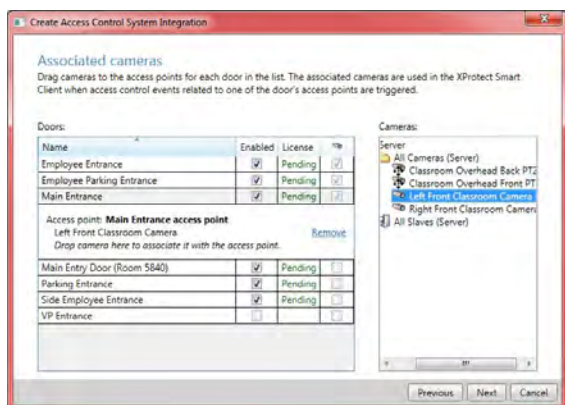 Create Access Control System Integration
Associated cameras
Drag cameras to the access points for each door in the list. The associated cameras are used in the XProtect Smart
Client when access control events related to one of the door's access points are triggered.
Doors:
Name Enabled License
Employee Entrance Pending
Employee Parking Entrance Pending
Main Entrance Pending
Access point: Main Entrance access point
Left Front Classroom Camera Remove
Drop camera here to associate it with the access point.
Main Entry Door (Room 5840) Pending
Parking Entrance Pending
Side Employee Entrance Pending
VP Entrance
Cameras:
Server
All Cameras (Server)
Classroom Overhead Back PTZ
Classroom Overhead Front PT
Left Front Classroom Camera
Right Front Classroom Camera
All Slaves (Server)
Previous Next Cancel